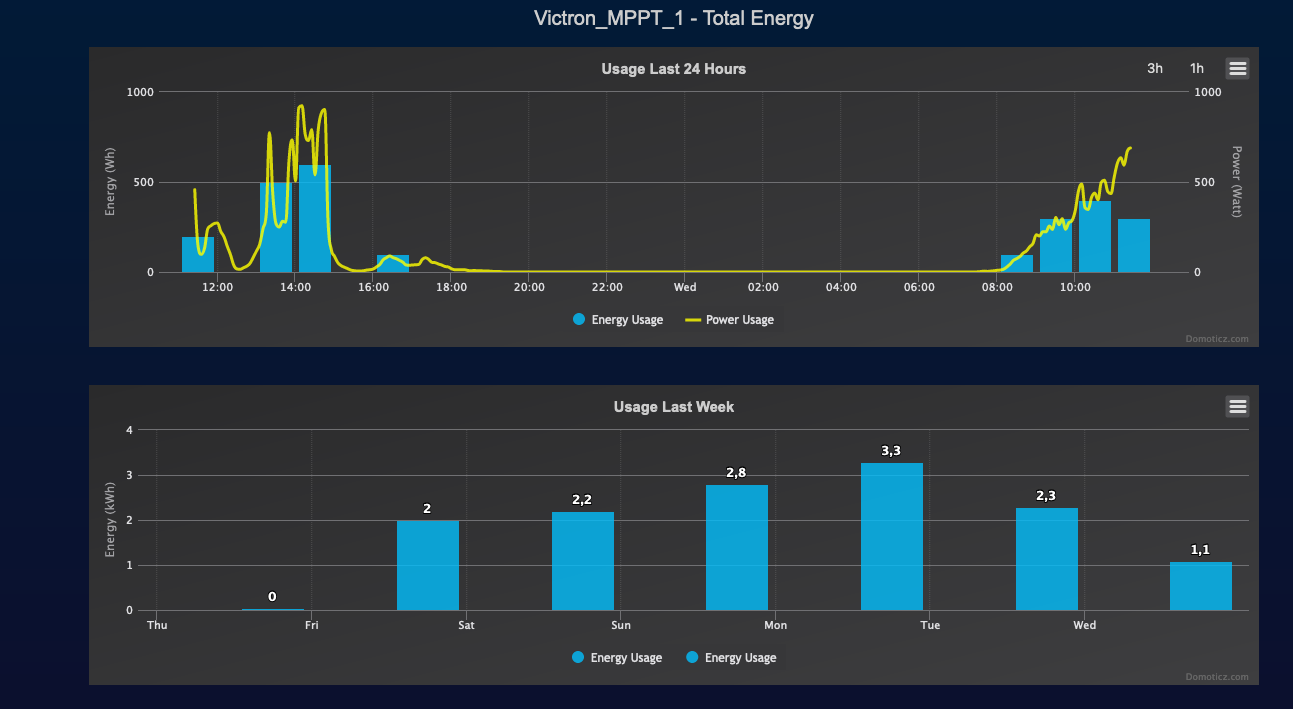 Victron_MPPT_1 - Total Energy
Usage Last 24 Hours
3h 1h
Energy (Wh)
Power (Watt)
1000 1000
500 500
0 0
12:00 14:00 16:00 18:00 20:00 22:00 Wed 02:00 04:00 06:00 08:00 10:00
Energy Usage Power Usage
Domoticz.com
Usage Last Week
Energy (kWh)
4
3
2
1
0
0 2 2,2 2,8 3,3 2,3 1,1
Thu Fri Sat Sun Mon Tue Wed
Energy Usage Energy Usage
Domoticz.com